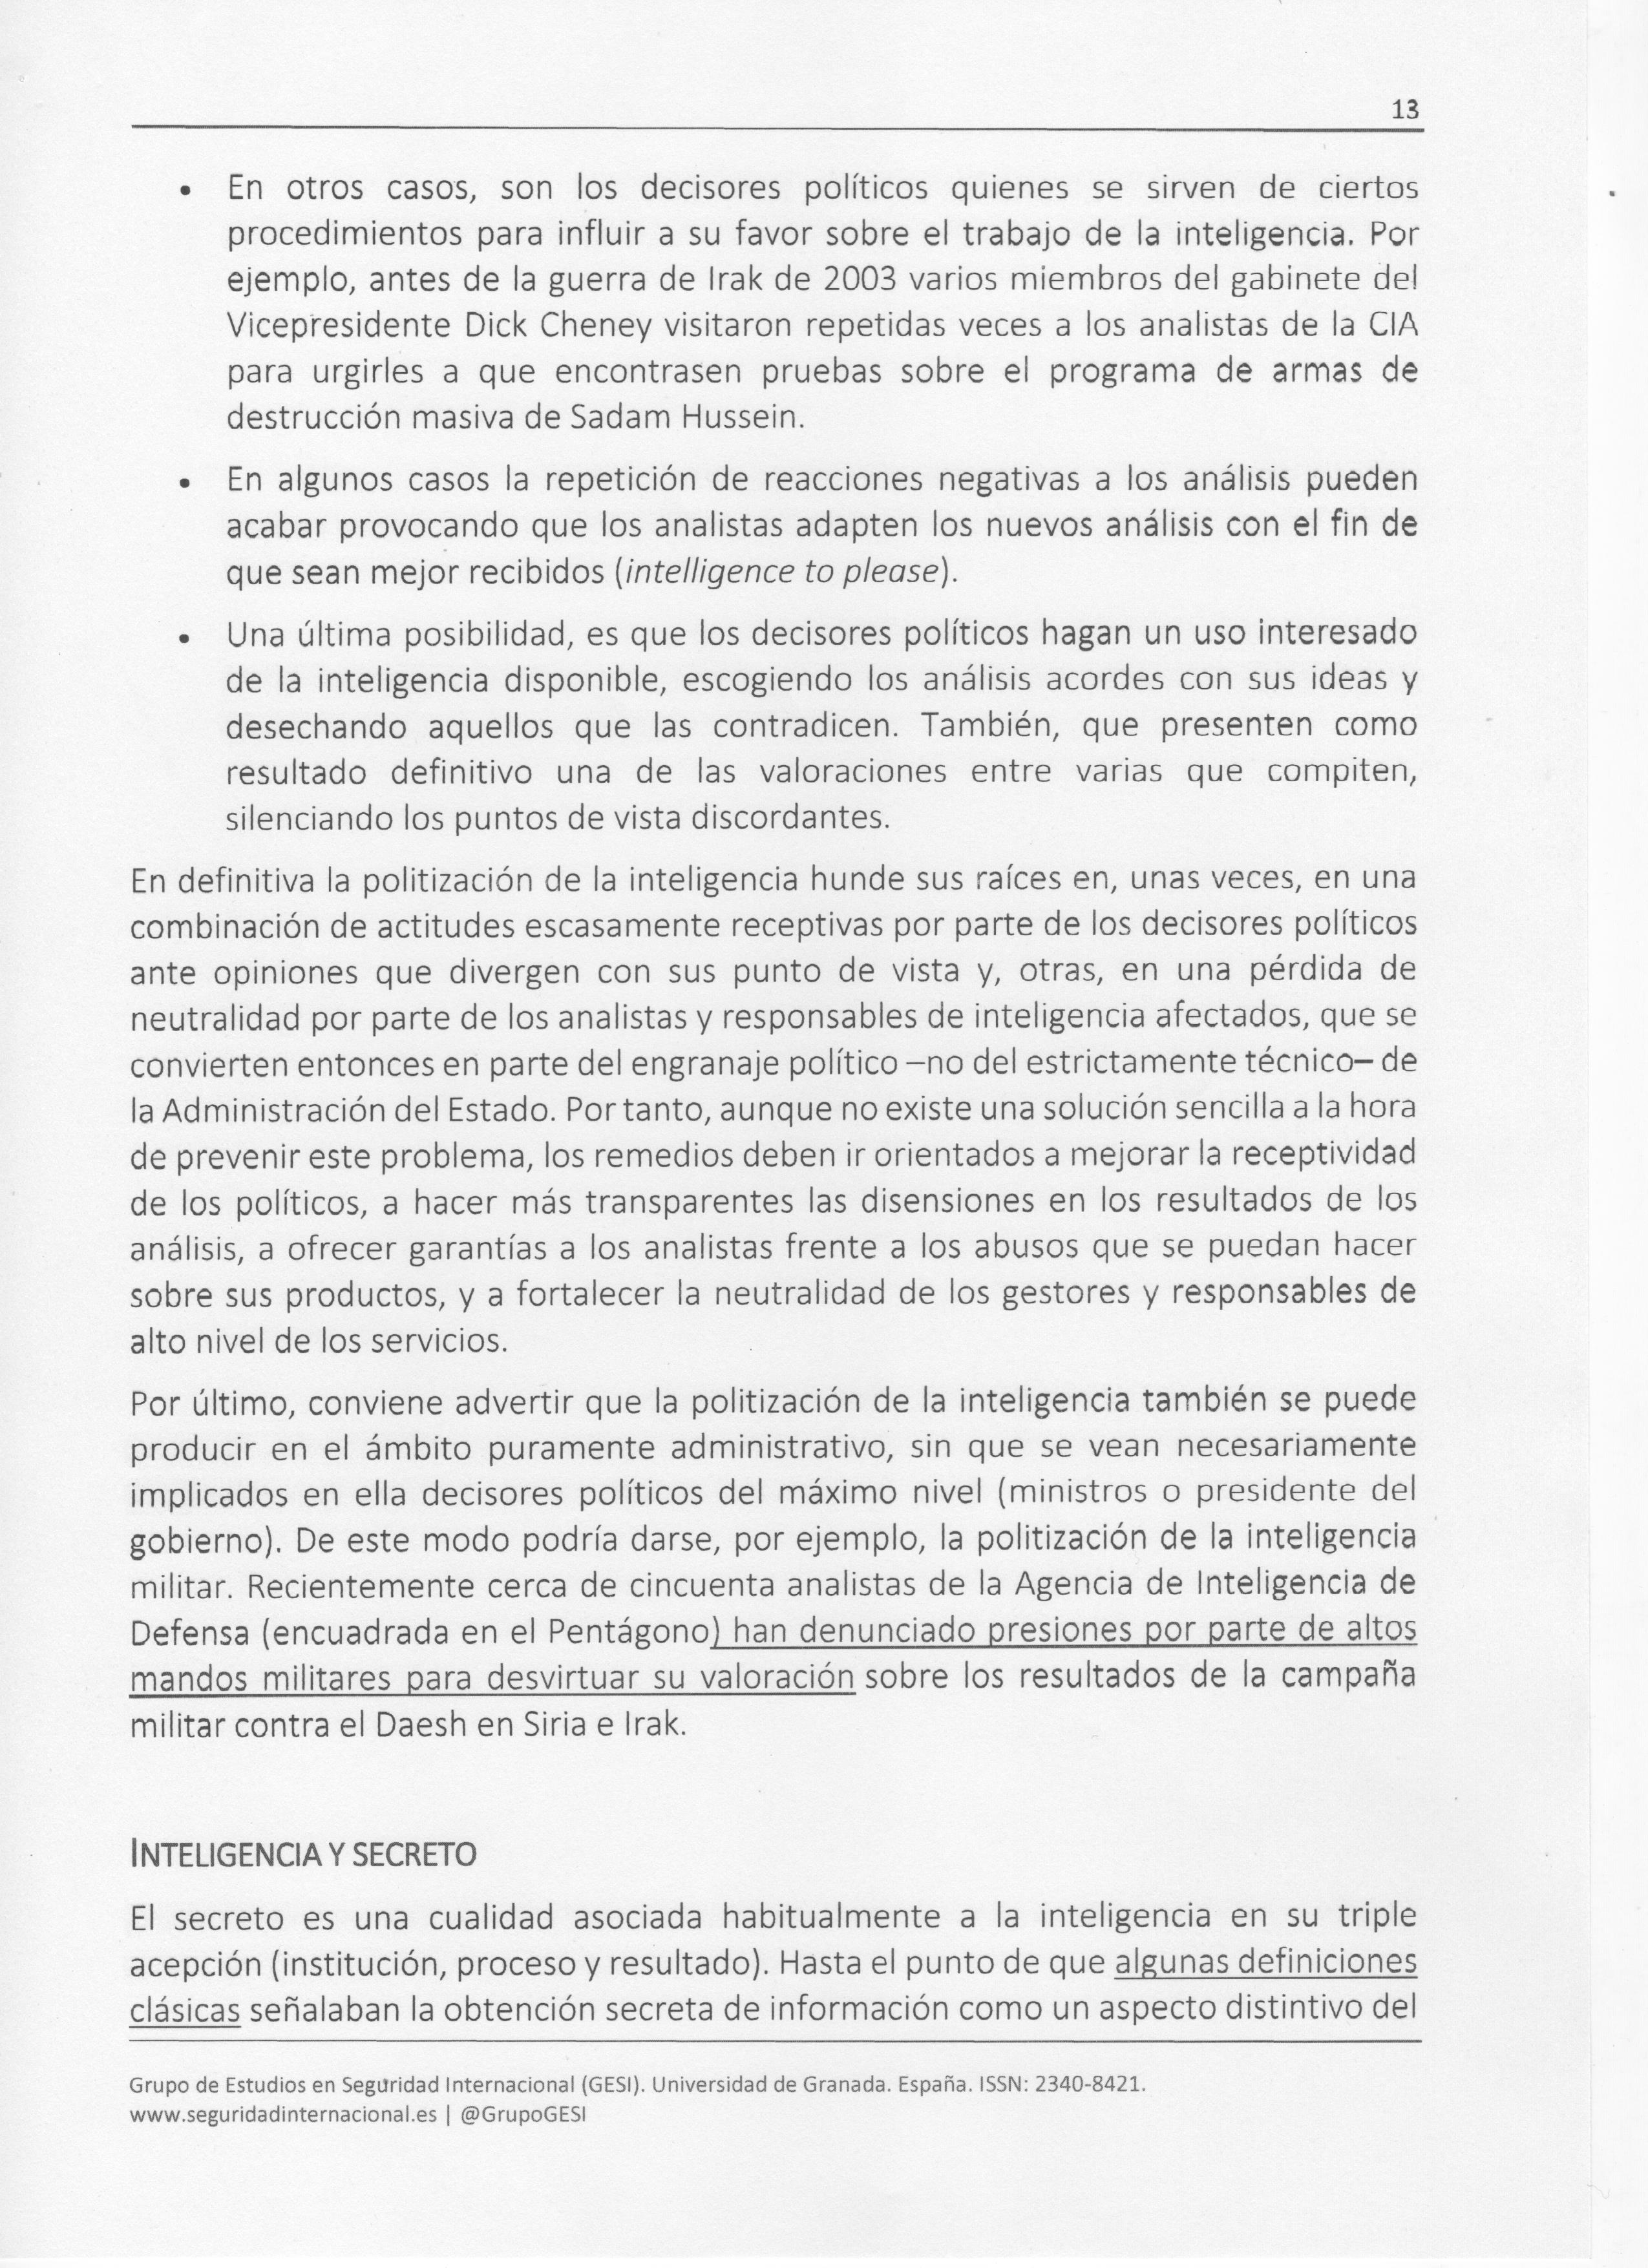 13
• En otros casos, son los decisores políticos quienes se sirven de ciertos
procedimientos para influir a su favor sobre el trabajo de la inteligencia. Por
ejemplo, antes de la guerra de Irak de 2003 varios miembros del gabinete del
Vicepresidente Dick Cheney visitaron repetidas veces a los analistas de la CIA
para urgirles a que encontrasen pruebas sobre el programa de armas de
destrucción masiva de Sadam Hussein.
• En algunos casos la repetición de reacciones negativas a los análisis pueden
acabar provocando que los analistas adapten los nuevos análisis con el fin de
que sean mejor recibidos (intelligence to please).
• Una última posibilidad, es que los decisores políticos hagan un uso interesado
de la inteligencia disponible, escogiendo los análisis acordes con sus ideas y
desechando aquellos que las contradicen. También, que presenten como
resultado definitivo una de las valoraciones entre varias que compiten,
silenciando los puntos de vista discordantes.
En definitiva la politización de la inteligencia hunde sus raíces en, unas veces, en una
combinación de actitudes escasamente receptivas por parte de los decisores políticos
ante opiniones que divergen con sus punto de vista y, otras, en una pérdida de
neutralidad por parte de los analistas y responsables de inteligencia afectados, que se
convierten entonces en parte del engranaje político –no del estrictamente técnico– de
la Administración del Estado. Por tanto, aunque no existe una solución sencilla a la hora
de prevenir este problema, los remedios deben ir orientados a mejorar la receptividad
de los políticos, a hacer más transparentes las disensiones en los resultados de los
análisis, a ofrecer garantías a los analistas frente a los abusos que se puedan hacer
sobre sus productos, y a fortalecer la neutralidad de los gestores y responsables de
alto nivel de los servicios.
Por último, conviene advertir que la politización de la inteligencia también se puede
producir en el ámbito puramente administrativo, sin que se vean necesariamente
implicados en ella decisores políticos del máximo nivel (ministros o presidente del
gobierno). De este modo podría darse, por ejemplo, la politización de la inteligencia
militar. Recientemente cerca de cincuenta analistas de la Agencia de Inteligencia de
Defensa (encuadrada en el Pentágono) han denunciado presiones por parte de altos
mandos militares para desvirtuar su valoración sobre los resultados de la campaña
militar contra el Daesh en Siria e Irak.
INTELIGENCIA Y SECRETO
El secreto es una cualidad asociada habitualmente a la inteligencia en su triple
acepción (institución, proceso y resultado). Hasta el punto de que algunas definiciones
clásicas señalaban la obtención secreta de información como un aspecto distintivo del
Grupo de Estudios en Seguridad Internacional (GESI). Universidad de Granada. España. ISSN: 2340-8421.
www.seguridadinternacional.es | @GrupoGESI